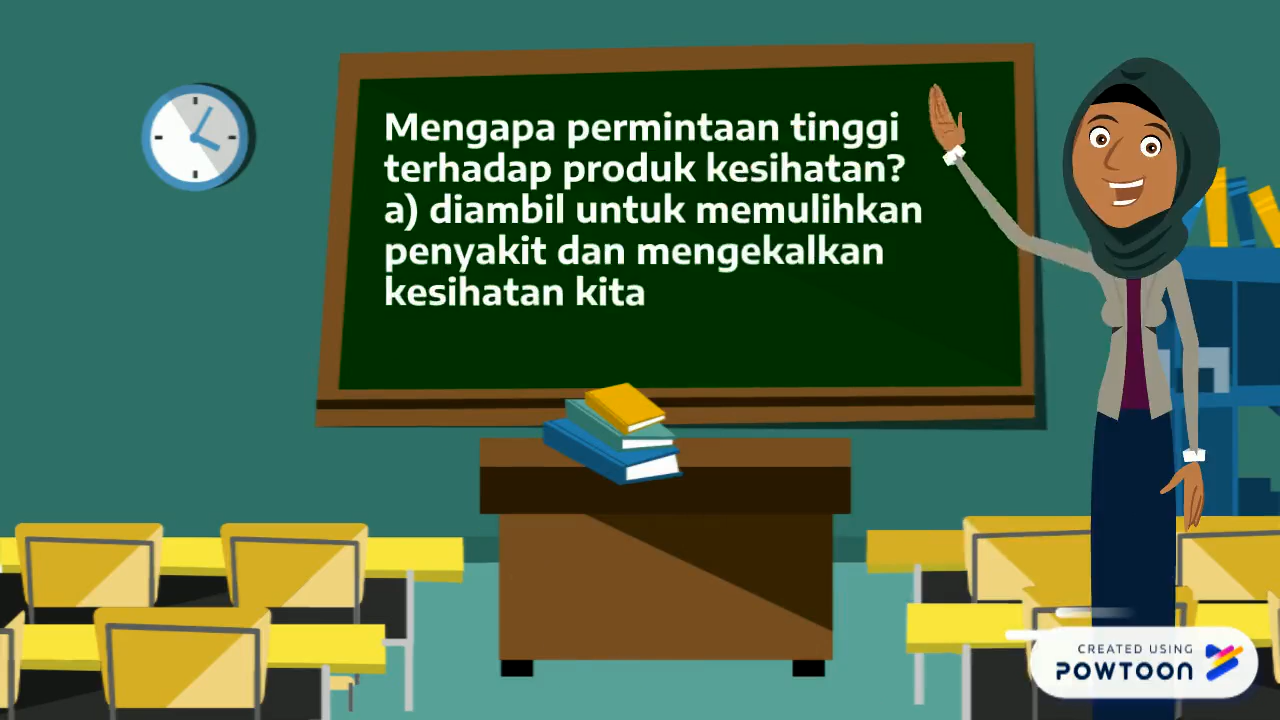 Mengapa permintaan tinggi
terhadap produk kesihatan?
a) diambil untuk memulihkan
penyakit dan mengekalkan
kesihatan kita
CREATED USING
POWTOON